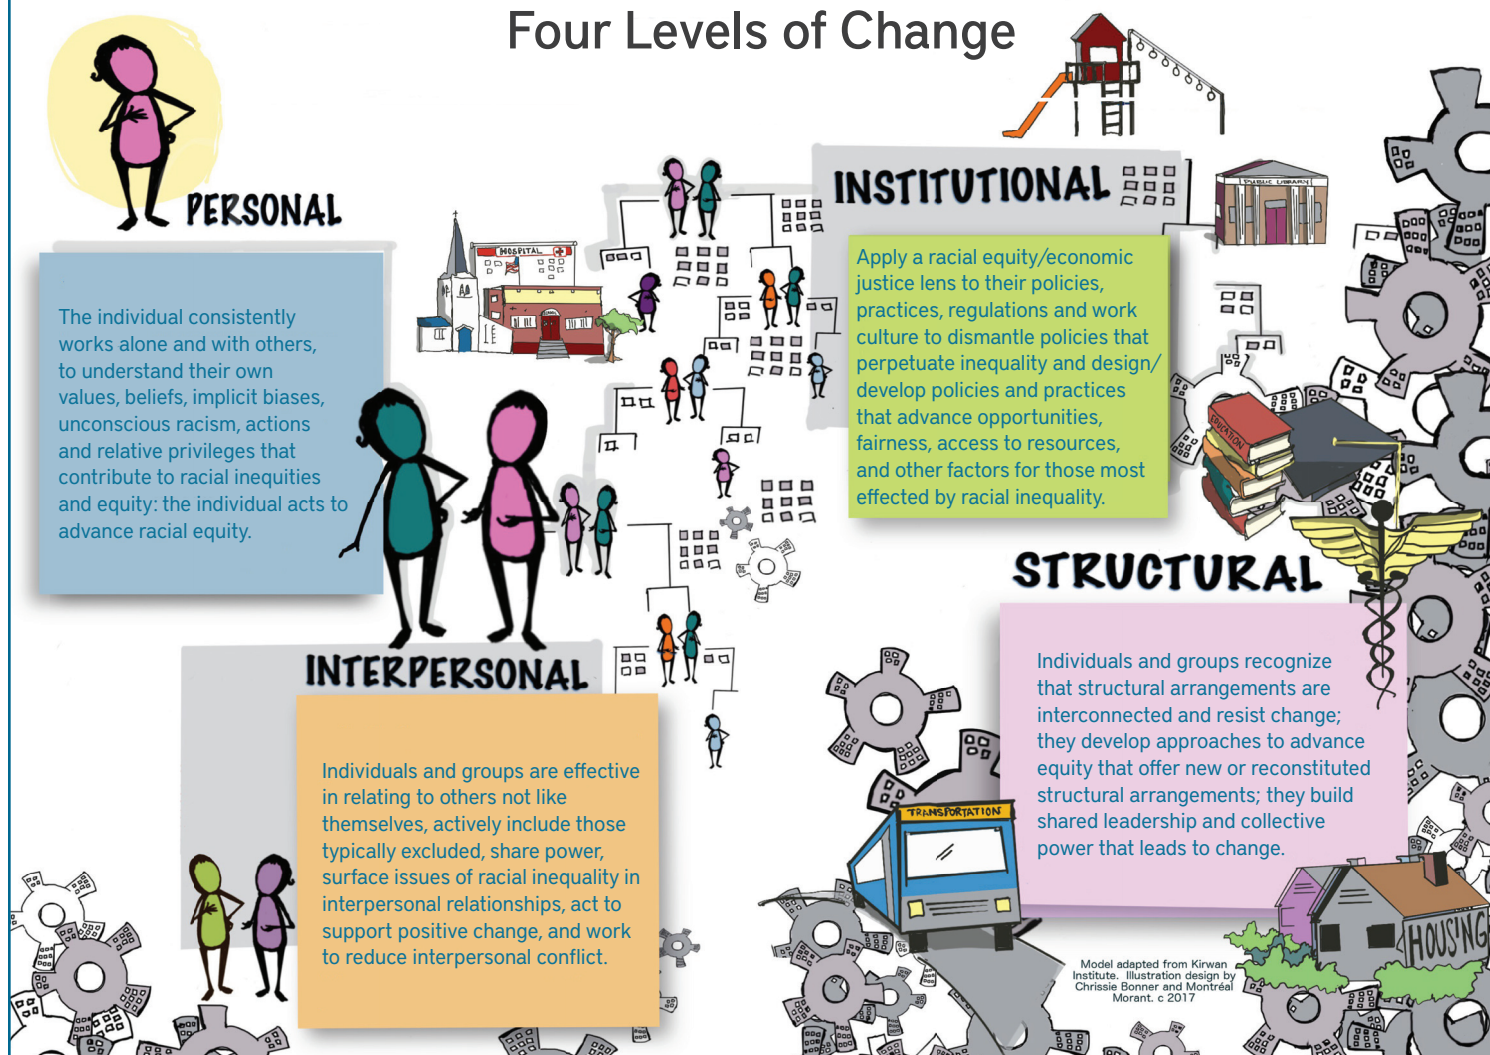 Four Levels of Change
PERSONAL
The individual consistently
works alone and with others,
to understand their own
values, beliefs, implicit biases,
unconscious racism, actions
and relative privileges that
contribute to racial inequities
and equity: the individual acts to
advance racial equity.
HOSPITAL
SCHOOL
INTERPERSONAL
Individuals and groups are effective
in relating to others not like
themselves, actively include those
typically excluded, share power,
surface issues of racial inequality in
interpersonal relationships, act to
support positive change, and work
to reduce interpersonal conflict.
INSTITUTIONAL
PUBLIC LIBRARY
Apply a racial equity/economic
justice lens to their policies,
practices, regulations and work
culture to dismantle policies that
perpetuate inequality and design/
develop policies and practices
that advance opportunities,
fairness, access to resources,
and other factors for those most
effected by racial inequality.
EDUCATION
STRUCTURAL
Individuals and groups recognize
that structural arrangements are
interconnected and resist change;
they develop approaches to advance
equity that offer new or reconstituted
structural arrangements; they build
shared leadership and collective
power that leads to change.
TRANSPORTATION
HOUSING
Model adapted from Kirwan
Institute. Illustration design by
Chrissie Bonner and Montréal
Morant. c 2017